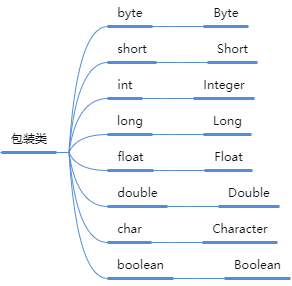 包装类
byte Byte
short Short
int Integer
long Long
float Float
double Double
char Character
boolean Boolean